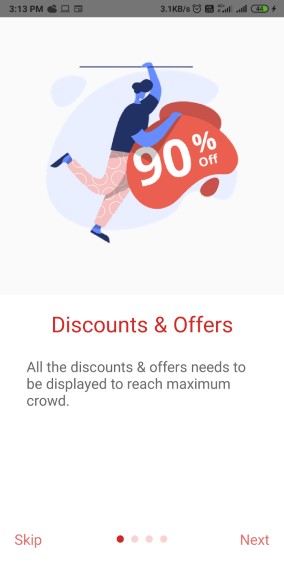 3:13 PM 3.1KB/s 44
90% Off
Discounts & Offers
All the discounts & offers needs to
be displayed to reach maximum
crowd.
Skip Next